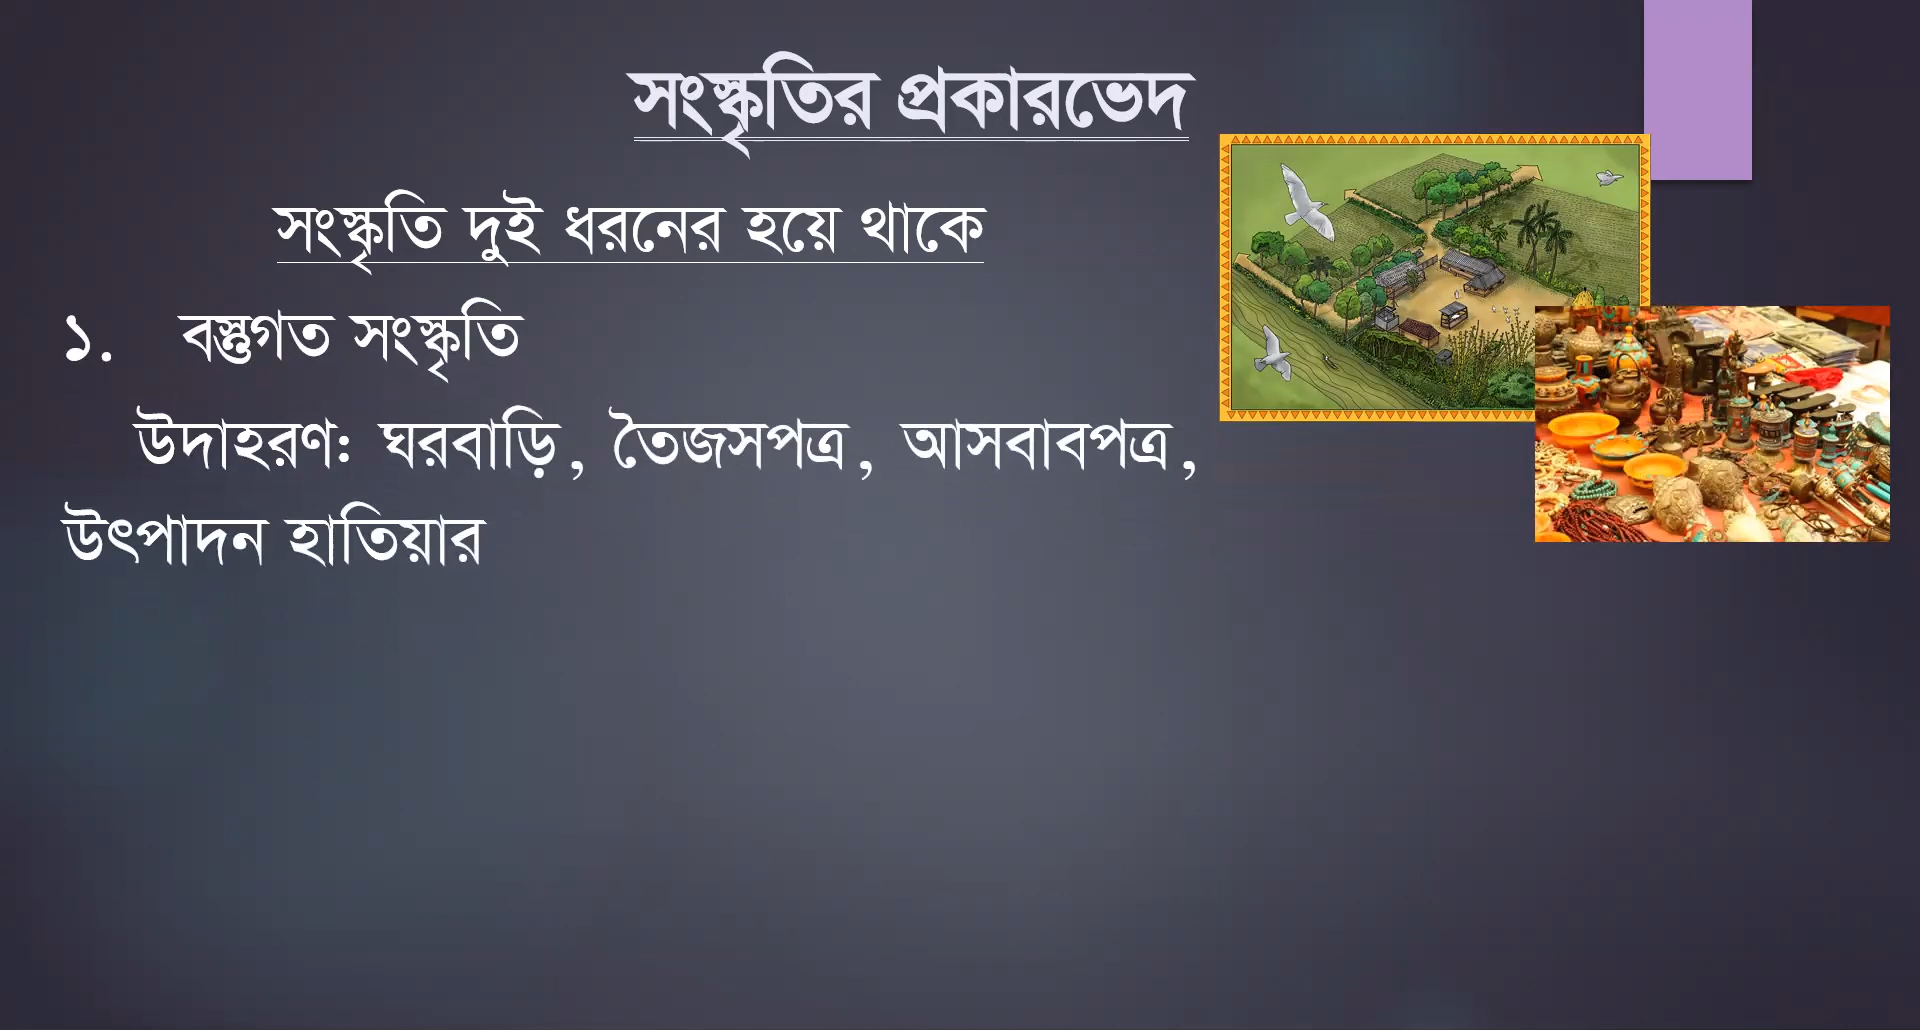 সংস্কৃতির প্রকারভেদ
সংস্কৃতি দুই ধরনের হয়ে থাকে
১. বস্তুগত সংস্কৃতি
উদাহরণ: ঘরবাড়ি, তৈজসপত্র, আসবাবপত্র,
উৎপাদন হাতিয়ার